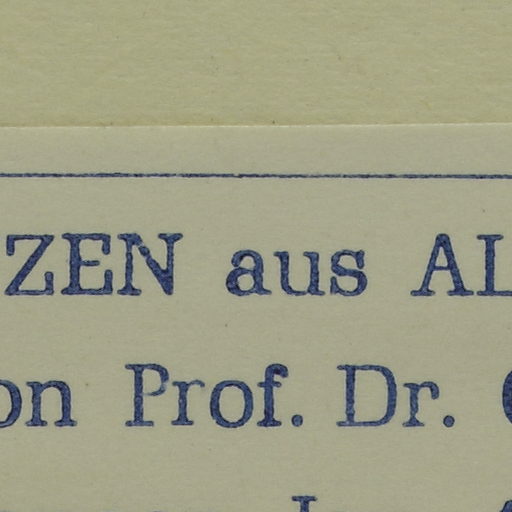 ZEN aus AL
on Prof. Dr.